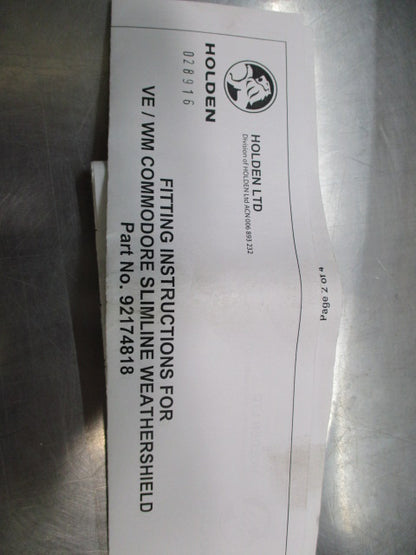 HOLDEN
028916
HOLDEN LTD
Division of HOLDEN Ltd ACN 006 893 232
FITTING INSTRUCTIONS FOR
VE / WM COMMODORE SLIMLINE WEATHERSHIELD
Part No. 92174818
Page 2 of 4